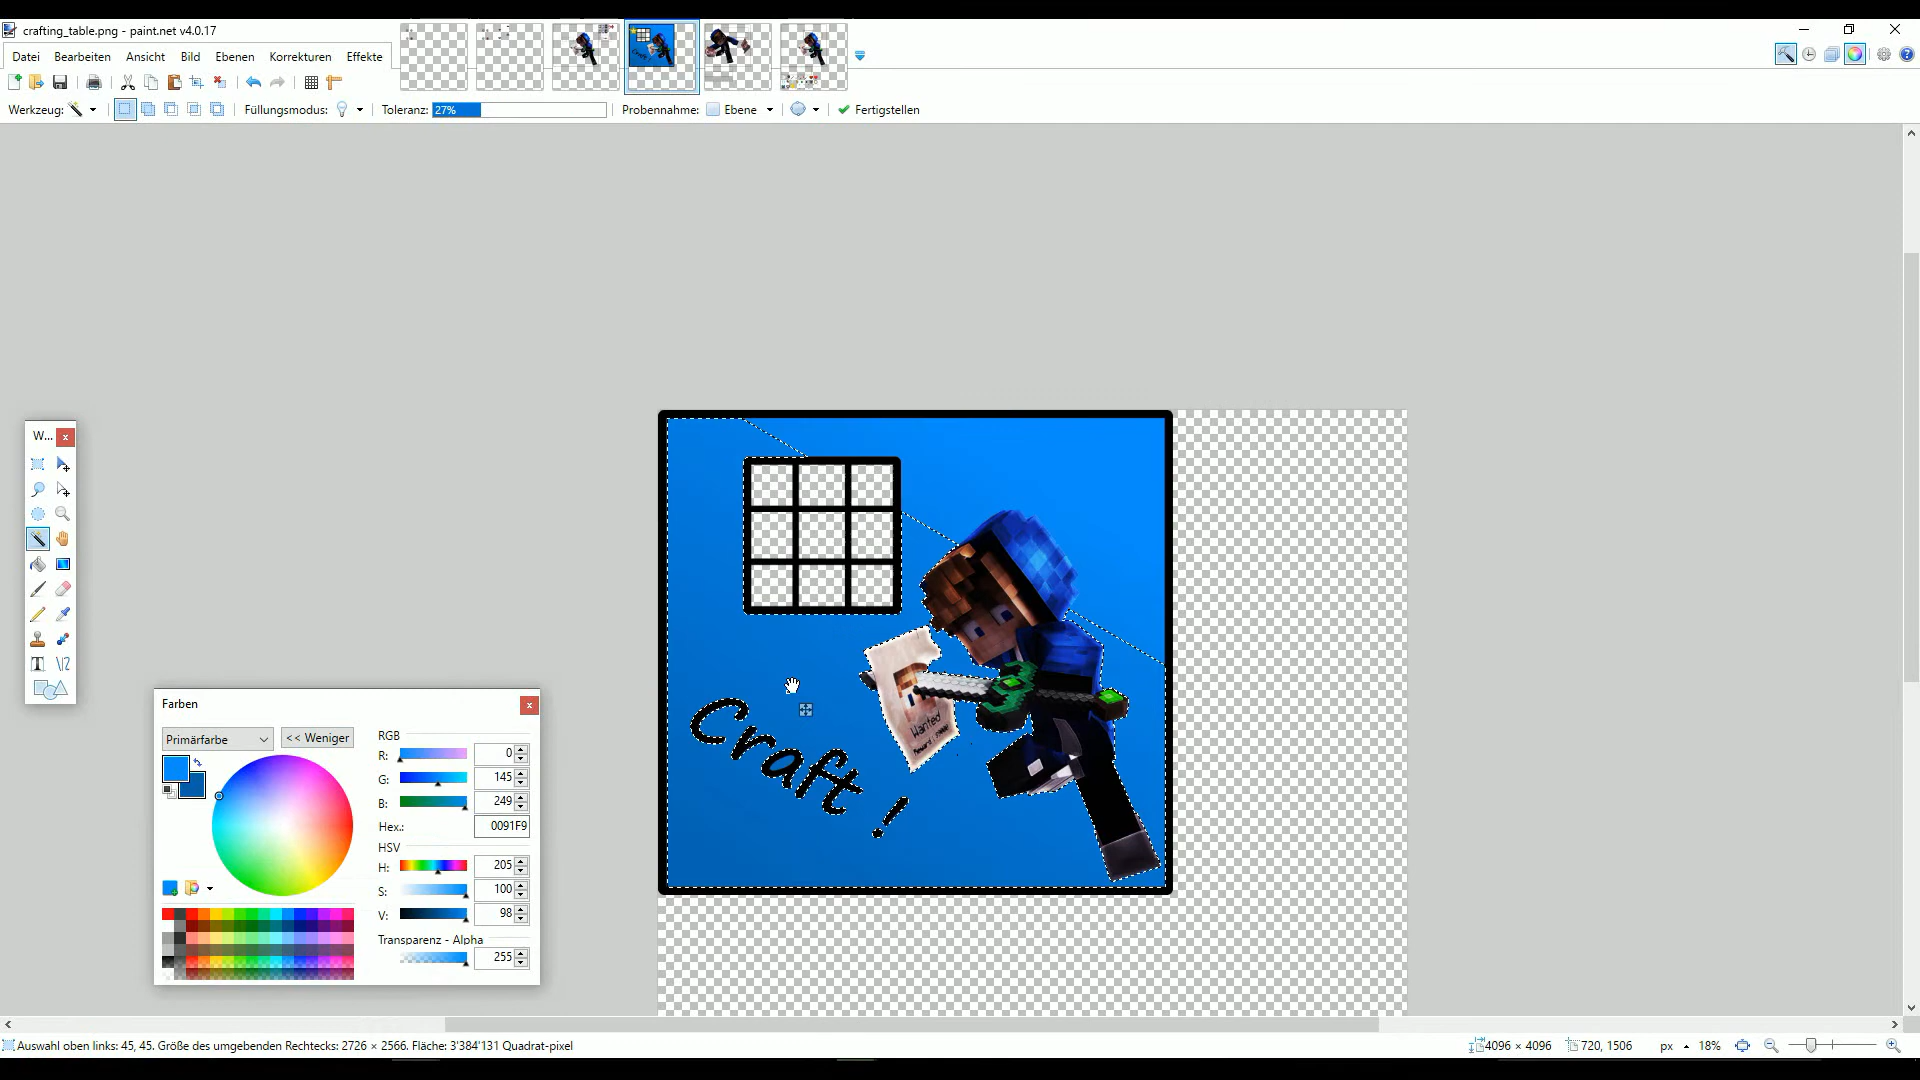 crafting_table.png - paint.net v4.0.17
Datei Bearbeiten Ansicht Bild Ebenen Korrekturen Effekte
Werkzeug: Füllungsmodus: Toleranz: 27% Probennahme: Ebene Fertigstellen
W...
Craft !
Wanted
Farben
Primärfarbe << Weniger
RGB
R: 0
G: 145
B: 249
Hex.: 0091F9
HSV
H: 205
S: 100
V: 98
Transparenz - Alpha
255
Auswahl oben links: 45, 45. Größe des umgebenden Rechtecks: 2726 × 2566. Fläche: 3'384'131 Quadrat-pixel
4096 × 4096 720, 1506 px 18%